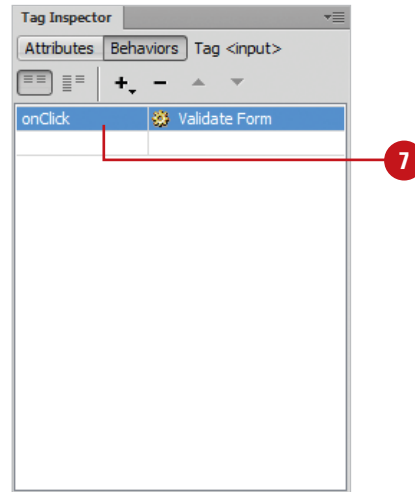 Tag Inspector
Attributes Behaviors Tag <input>
onClick Validate Form
7